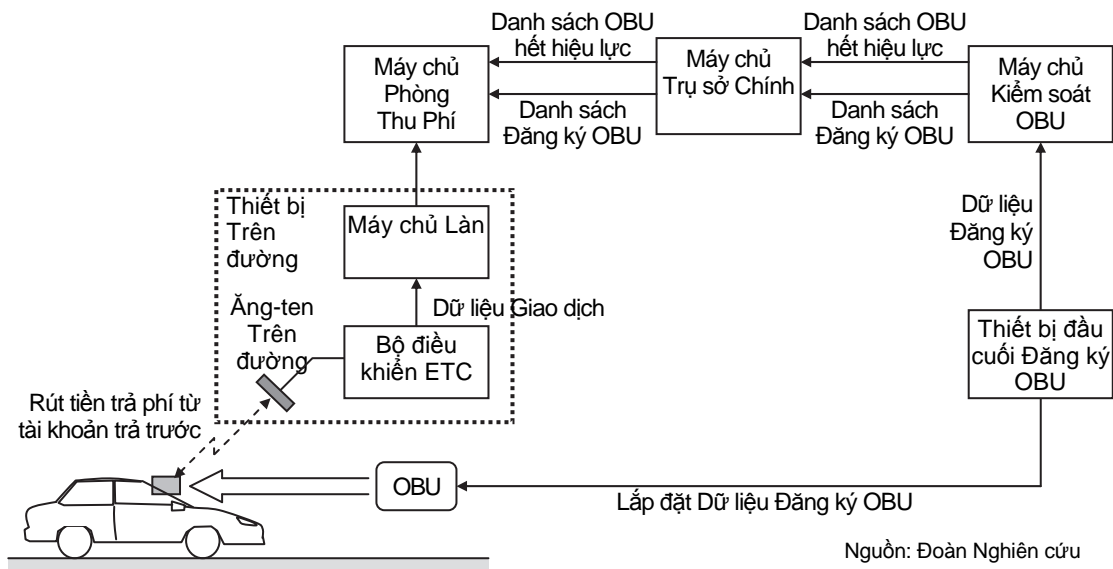 Danh sách OBU
hết hiệu lực
Danh sách OBU
hết hiệu lực
Máy chủ
Phòng
Thu Phí
Máy chủ
Trụ sở Chính
Máy chủ
Kiểm soát
OBU
Danh sách
Đăng ký OBU
Danh sách
Đăng ký OBU
Thiết bị
Trên
đường
Máy chủ Làn
Dữ liệu
Đăng ký
OBU
Ăng-ten
Trên
đường
Dữ liệu Giao dịch
Bộ điều
khiển ETC
Thiết bị đầu
cuối Đăng ký
OBU
Rút tiền trả phí từ
tài khoản trả trước
OBU
Lắp đặt Dữ liệu Đăng ký OBU
Nguồn: Đoàn Nghiên cứu